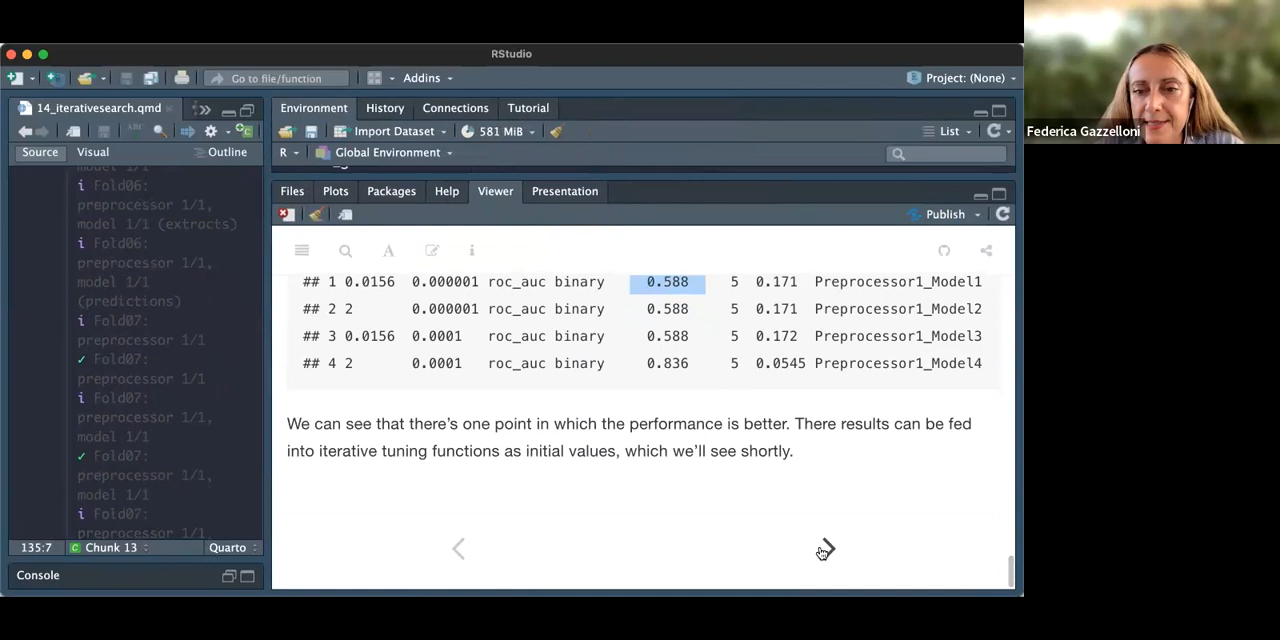 RStudio
Go to file/function
Addins
Project: (None)
14_iterativesearch.qmd
Source Visual Outline
model 1/1
i Fold06:
preprocessor 1/1,
model 1/1 (extracts)
i Fold06:
preprocessor 1/1,
model 1/1
(predictions)
i Fold07:
preprocessor 1/1
✓ Fold07:
preprocessor 1/1
i Fold07:
preprocessor 1/1,
model 1/1
✓ Fold07:
preprocessor 1/1,
model 1/1
i Fold07:
preprocessor 1/1,
135:7 C Chunk 13 Quarto
Console
Environment History Connections Tutorial
Import Dataset 581 MiB List
R Global Environment
Files Plots Packages Help Viewer Presentation
Publish
## 1 0.0156 0.000001 roc_auc binary 0.588 5 0.171 Preprocessor1_Model1
## 2 2 0.000001 roc_auc binary 0.588 5 0.171 Preprocessor1_Model2
## 3 0.0156 0.0001 roc_auc binary 0.588 5 0.172 Preprocessor1_Model3
## 4 2 0.0001 roc_auc binary 0.836 5 0.0545 Preprocessor1_Model4
We can see that there's one point in which the performance is better. There results can be fed
into iterative tuning functions as initial values, which we'll see shortly.
Federica Gazzelloni